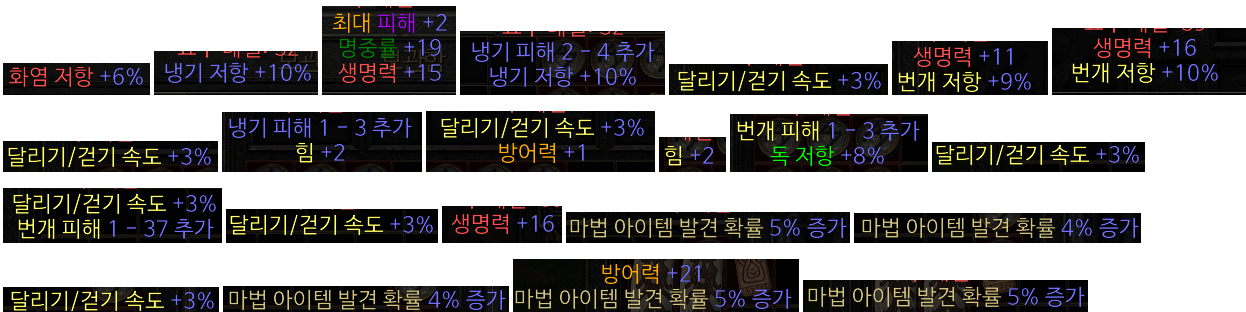 화염 저항 +6%
냉기 저항 +10%
최대 피해 +2
명중률 +19
생명력 +15
냉기 피해 2 - 4 추가
냉기 저항 +10%
달리기/걷기 속도 +3%
생명력 +11
번개 저항 +9%
생명력 +16
번개 저항 +10%
달리기/걷기 속도 +3%
냉기 피해 1 - 3 추가
힘 +2
달리기/걷기 속도 +3%
방어력 +1
힘 +2
번개 피해 1 - 3 추가
독 저항 +8%
달리기/걷기 속도 +3%
달리기/걷기 속도 +3%
번개 피해 1 - 37 추가
달리기/걷기 속도 +3%
생명력 +16
마법 아이템 발견 확률 5% 증가
마법 아이템 발견 확률 4% 증가
달리기/걷기 속도 +3%
마법 아이템 발견 확률 4% 증가
방어력 +21
마법 아이템 발견 확률 5% 증가
마법 아이템 발견 확률 5% 증가